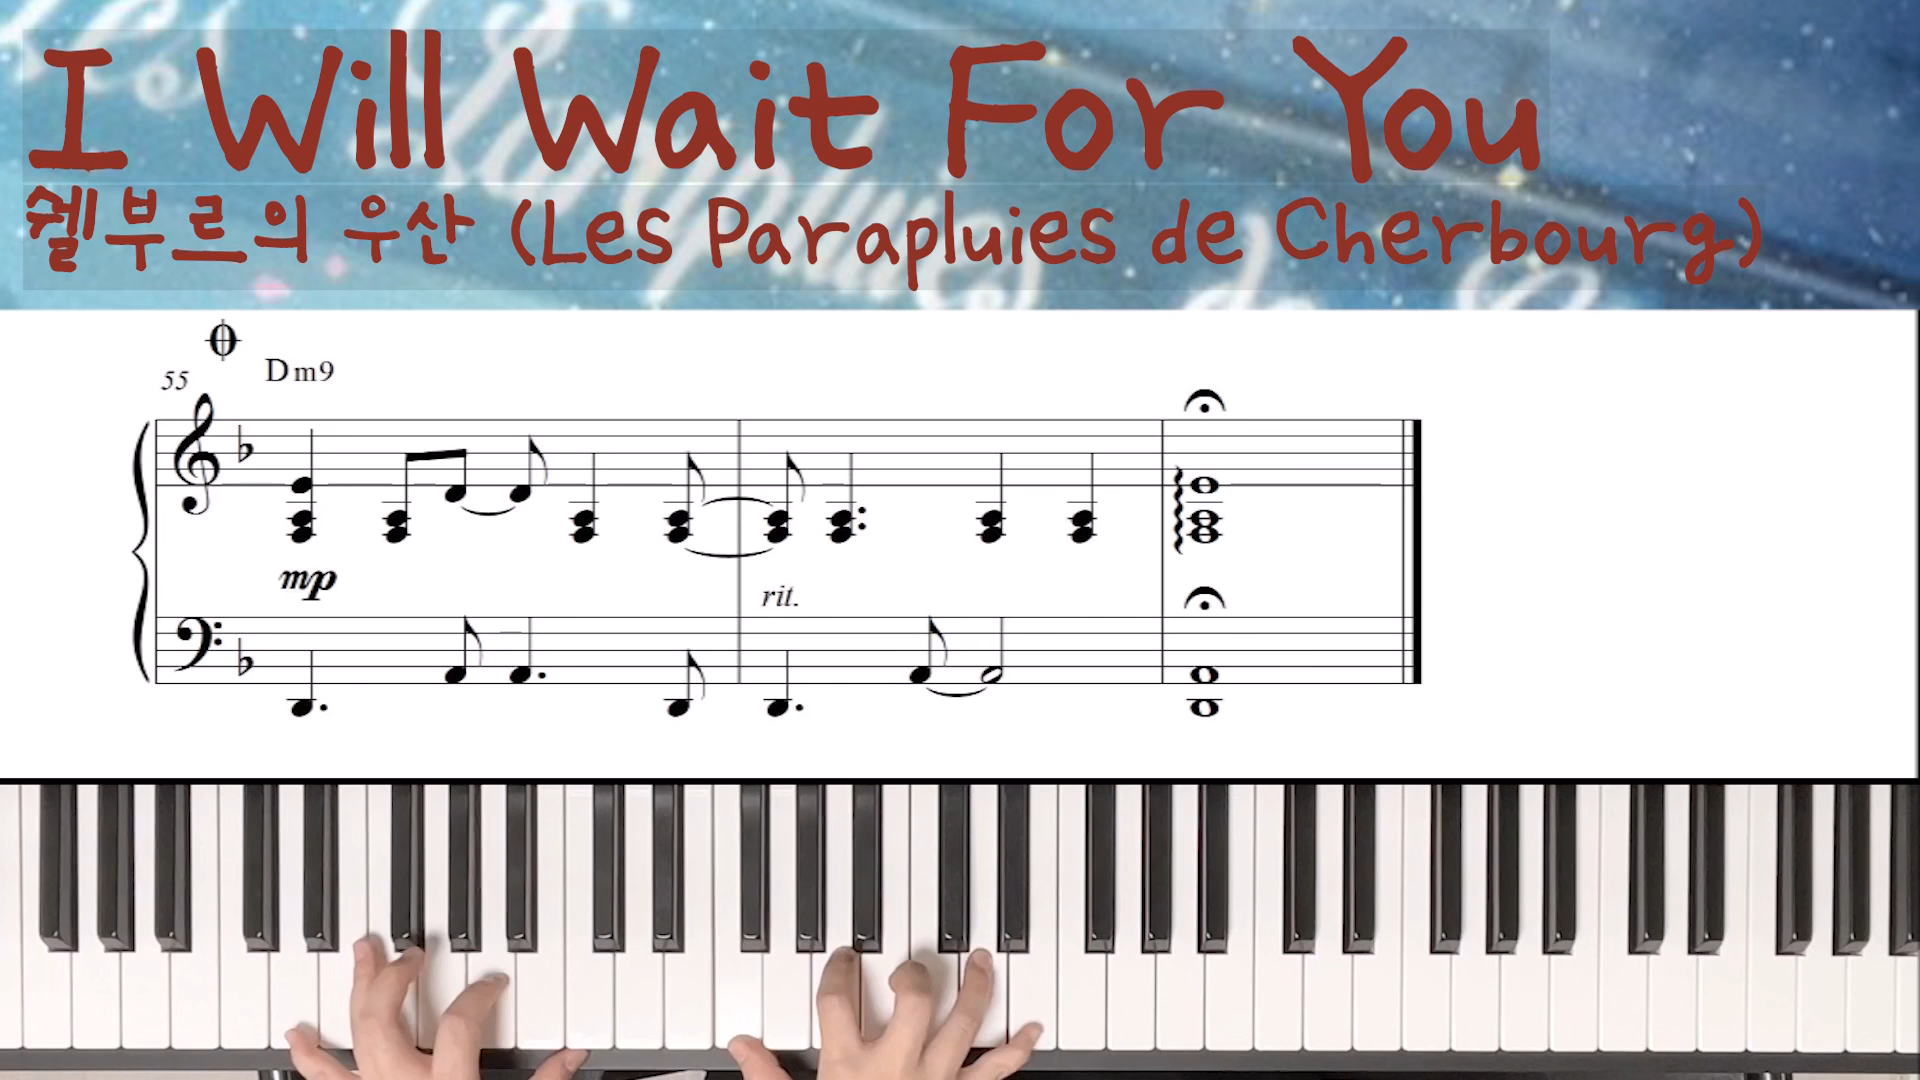 I Will Wait For You
쉘부르의 우산 (Les Parapluies de Cherbourg)
55
Dm9
mp
rit.